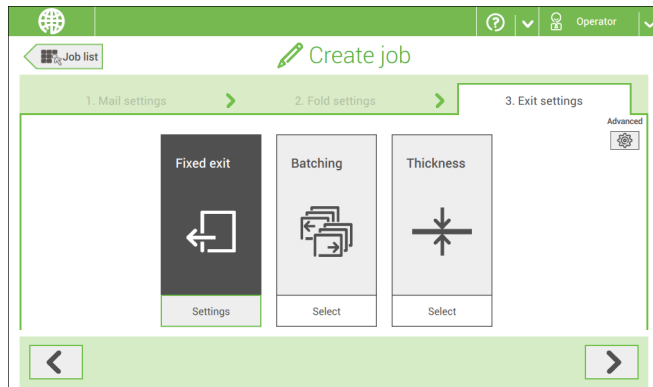 Operator
Job list
Create job
1. Mail settings
2. Fold settings
3. Exit settings
Advanced
Fixed exit
Batching
Thickness
Settings
Select
Select